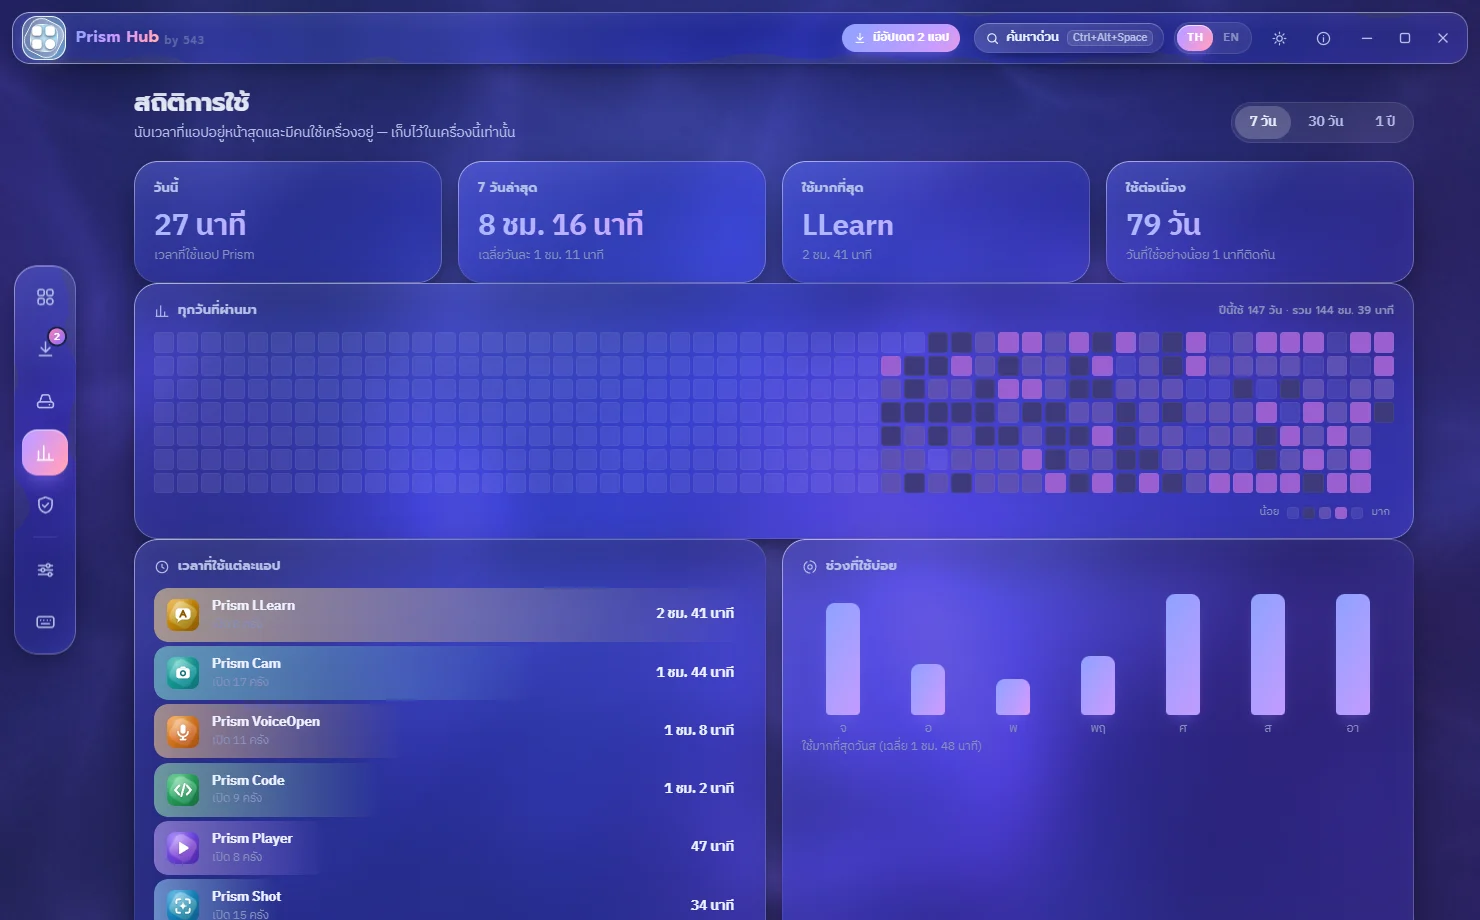 Prism Hub by 543
มีอัปเดต 2 แอป
ค้นหาด่วน Ctrl+Alt+Space
TH EN
สถิติการใช้
นับเวลาที่แอปอยู่หน้าสุดและมีคนใช้เครื่องอยู่ — เก็บไว้ในเครื่องนี้เท่านั้น
7 วัน 30 วัน 1 ปี
วันนี้
27 นาที
เวลาที่ใช้แอป Prism
7 วันล่าสุด
8 ชม. 16 นาที
เฉลี่ยวันละ 1 ชม. 11 นาที
ใช้มากที่สุด
LLearn
2 ชม. 41 นาที
ใช้ต่อเนื่อง
79 วัน
วันที่ใช้อย่างน้อย 1 นาทีติดกัน
2
ทุกวันที่ผ่านมา
ปีนี้ใช้ 147 วัน · รวม 144 ชม. 39 นาที
น้อย มาก
เวลาที่ใช้แต่ละแอป
Prism LLearn
2 ชม. 41 นาที
Prism Cam
เปิด 17 ครั้ง
1 ชม. 44 นาที
Prism VoiceOpen
เปิด 11 ครั้ง
1 ชม. 8 นาที
Prism Code
เปิด 9 ครั้ง
1 ชม. 2 นาที
Prism Player
เปิด 8 ครั้ง
47 นาที
Prism Shot
เปิด 15 ครั้ง
34 นาที
ช่วงที่ใช้บ่อย
จ อ พ พฤ ศ ส อา
ใช้มากที่สุดวันส (เฉลี่ย 1 ชม. 48 นาที)